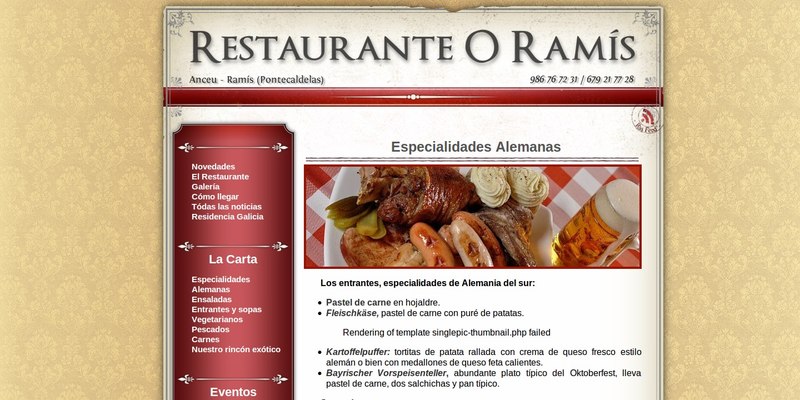 RESTAURANTE O RAMÍS
Anceu - Ramís (Pontecaldelas)
986 76 72 31 / 679 21 77 28
Rss Feed
Novedades
El Restaurante
Galería
Cómo llegar
Tódas las noticias
Residencia Galicia
La Carta
Especialidades
Alemanas
Ensaladas
Entrantes y sopas
Vegetarianos
Pescados
Carnes
Nuestro rincón exótico
Eventos
Especialidades Alemanas
Los entrantes, especialidades de Alemania del sur:
Pastel de carne en hojaldre.
Fleischkäse, pastel de carne con puré de patatas.
Rendering of template singlepic-thumbnail.php failed
Kartoffelpuffer: tortitas de patata rallada con crema de queso fresco estilo
alemán o bien con medallones de queso feta calientes.
Bayrischer Vorspeisenteller, abundante plato típico del Oktoberfest, lleva
pastel de carne, dos salchichas y pan típico.